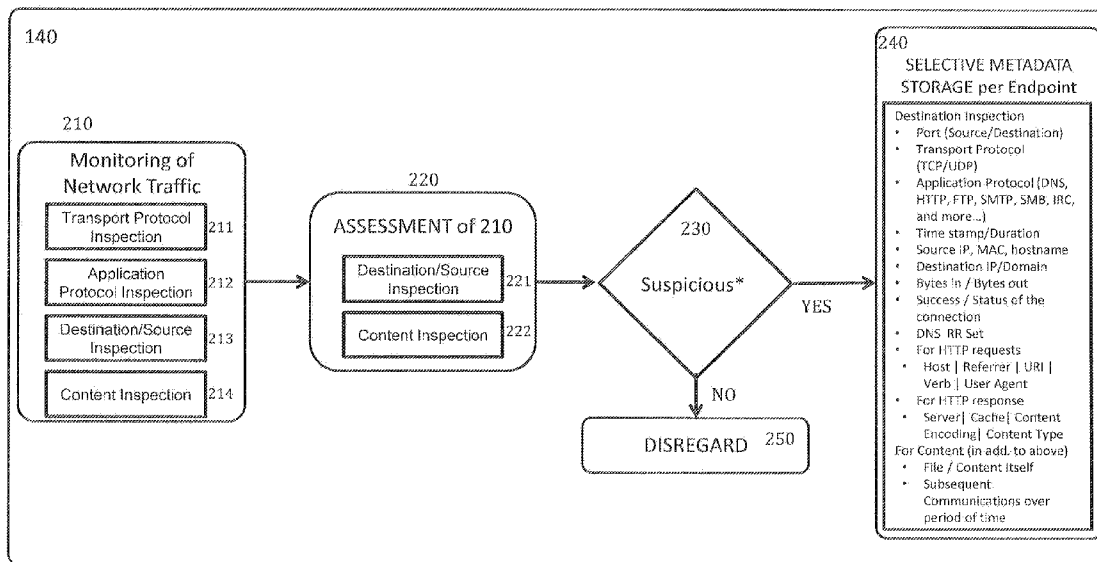 140
210
Monitoring of
Network Traffic
Transport Protocol
Inspection
211
Application
Protocol Inspection
212
Destination/Source
Inspection
213
Content Inspection
214
220
ASSESSMENT of 210
Destination/Source
Inspection
221
Content Inspection
222
230
Suspicious*
YES
NO
DISREGARD
250
240
SELECTIVE METADATA
STORAGE per Endpoint
Destination Inspection
• Port (Source/Destination)
• Transport Protocol
(TCP/UDP)
• Application Protocol (DNS,
HTTP, FTP, SMTP, SMB, IRC,
and more...)
• Time stamp/Duration
• Source IP, MAC, hostname
• Destination IP/Domain
• Bytes in / Bytes out
• Success / Status of the
connection
• DNS RR Set
• For HTTP requests
• Host | Referrer | URI |
Verb | User Agent
• For HTTP response
• Server| Cache| Content
Encoding| Content Type
For Content (in add. to above)
• File / Content Itself
• Subsequent
Communications over
period of time